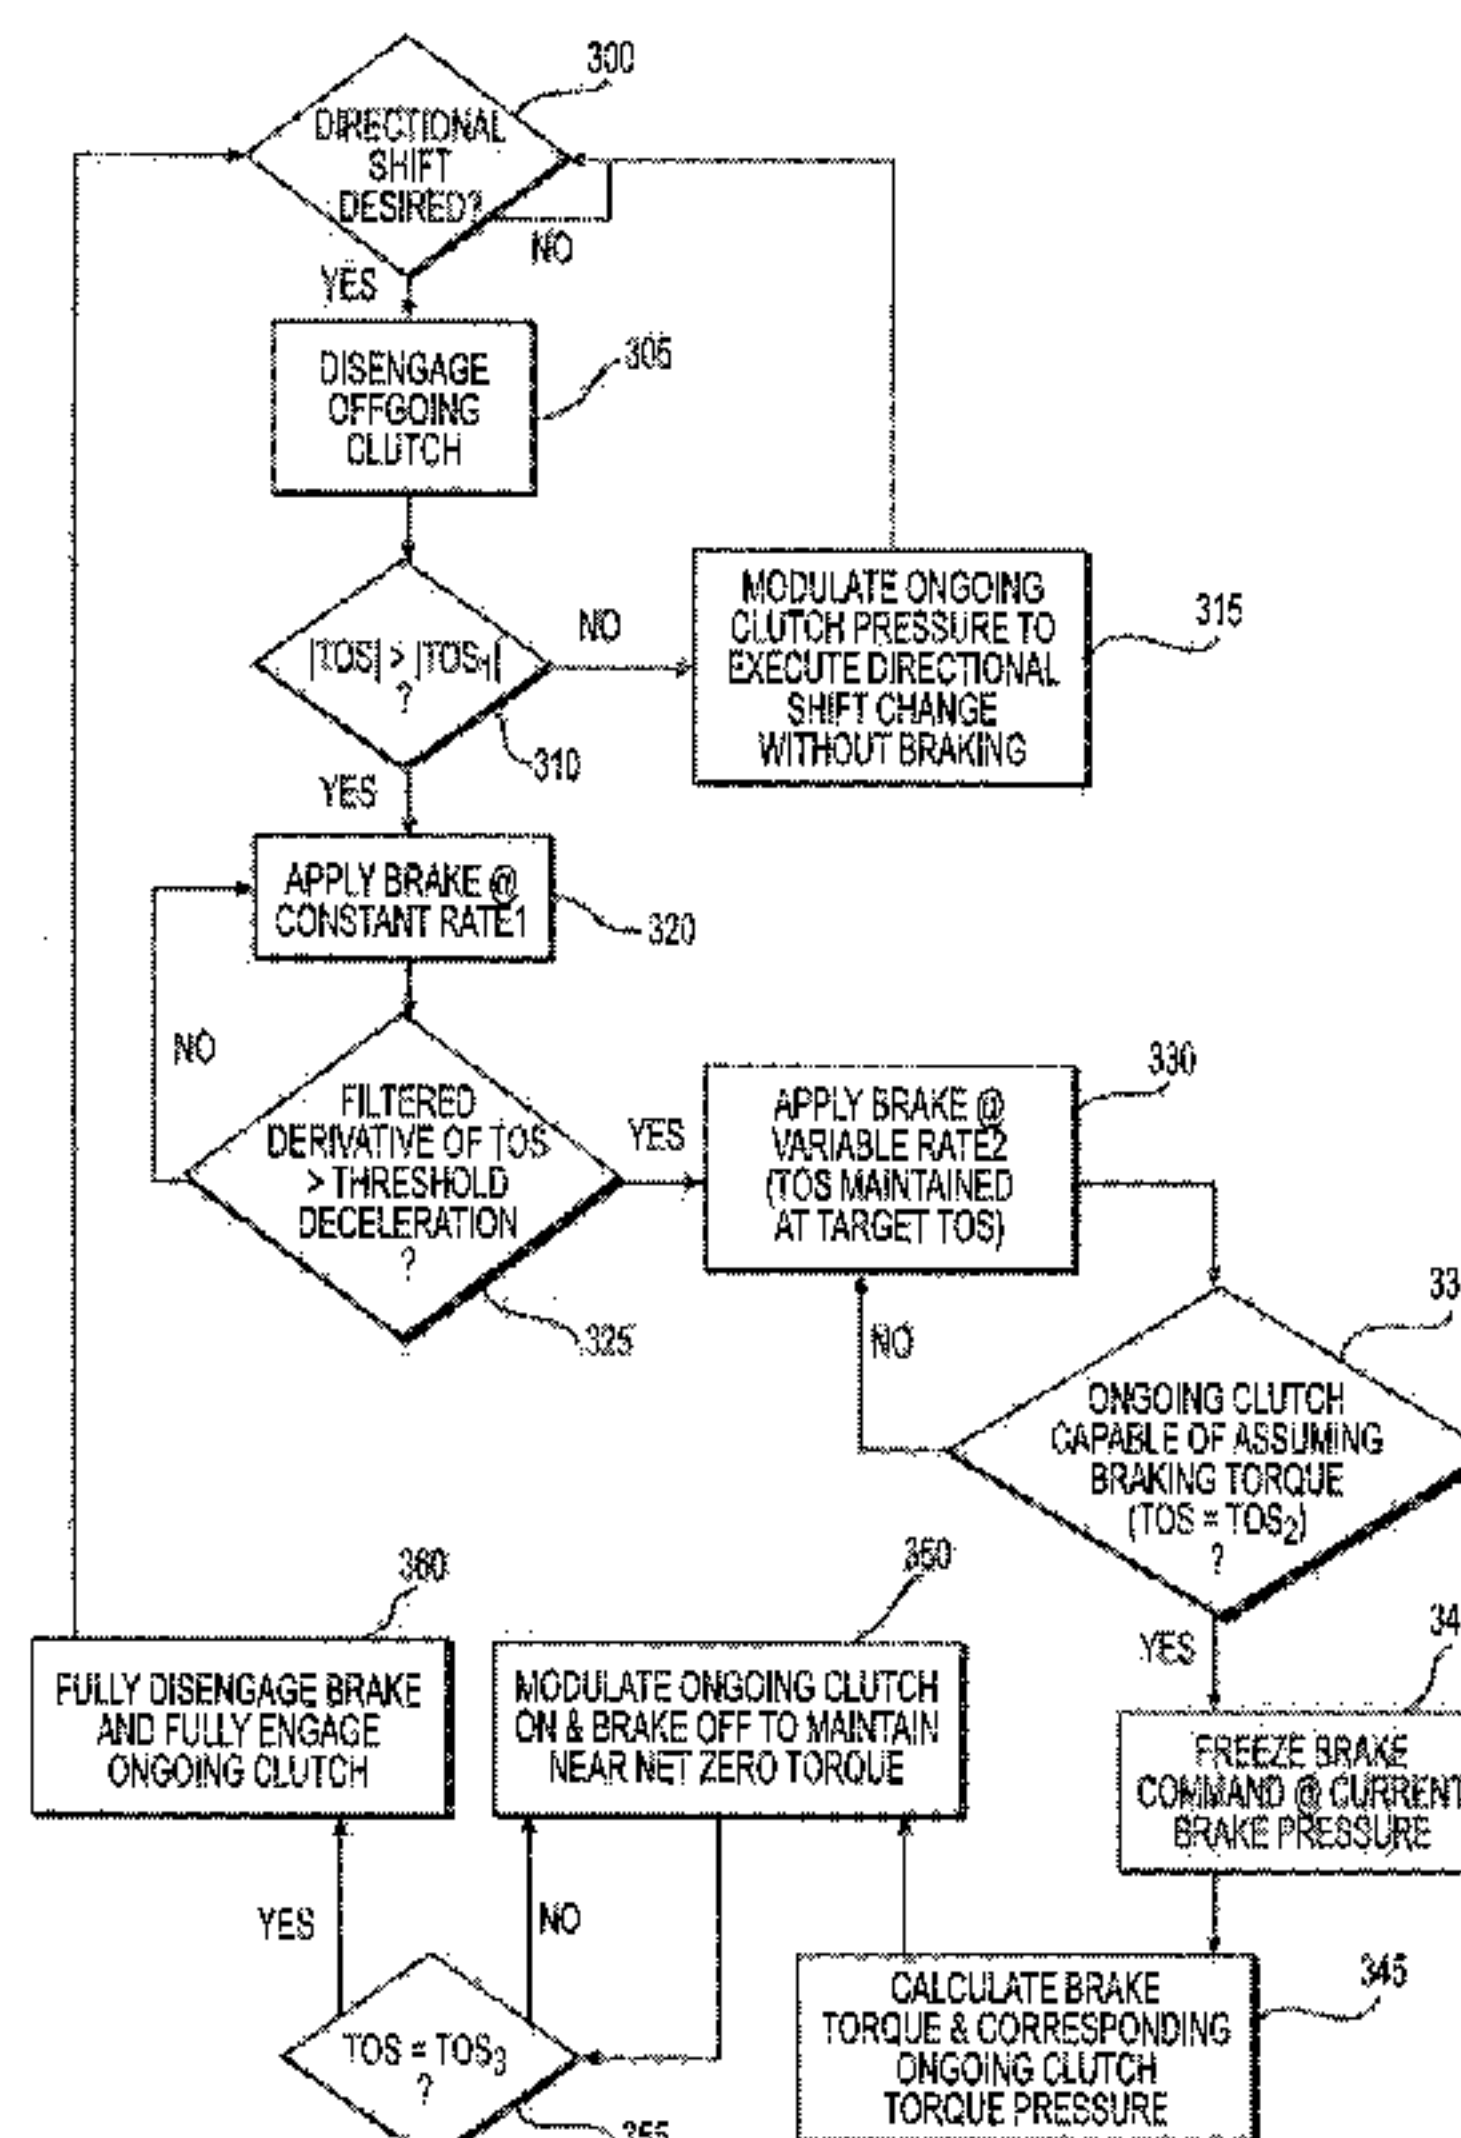 300
DIRECTIONAL
SHIFT
DESIRED?
NO
YES
305
DISENGAGE
OFFGOING
CLUTCH
|TOS| > |TOS1|
?
NO
310
YES
MODULATE ONGOING
CLUTCH PRESSURE TO
EXECUTE DIRECTIONAL
SHIFT CHANGE
WITHOUT BRAKING
315
APPLY BRAKE @
CONSTANT RATE1
320
NO
FILTERED
DERIVATIVE OF TOS
> THRESHOLD
DECELERATION
?
325
YES
330
APPLY BRAKE @
VARIABLE RATE2
(TOS MAINTAINED
AT TARGET TOS)
NO
33
ONGOING CLUTCH
CAPABLE OF ASSUMING
BRAKING TORQUE
(TOS = TOS2)
?
YES
34
FREEZE BRAKE
COMMAND @ CURRENT
BRAKE PRESSURE
345
CALCULATE BRAKE
TORQUE & CORRESPONDING
ONGOING CLUTCH
TORQUE PRESSURE
350
MODULATE ONGOING CLUTCH
ON & BRAKE OFF TO MAINTAIN
NEAR NET ZERO TORQUE
360
FULLY DISENGAGE BRAKE
AND FULLY ENGAGE
ONGOING CLUTCH
YES
NO
TOS = TOS3
?
355